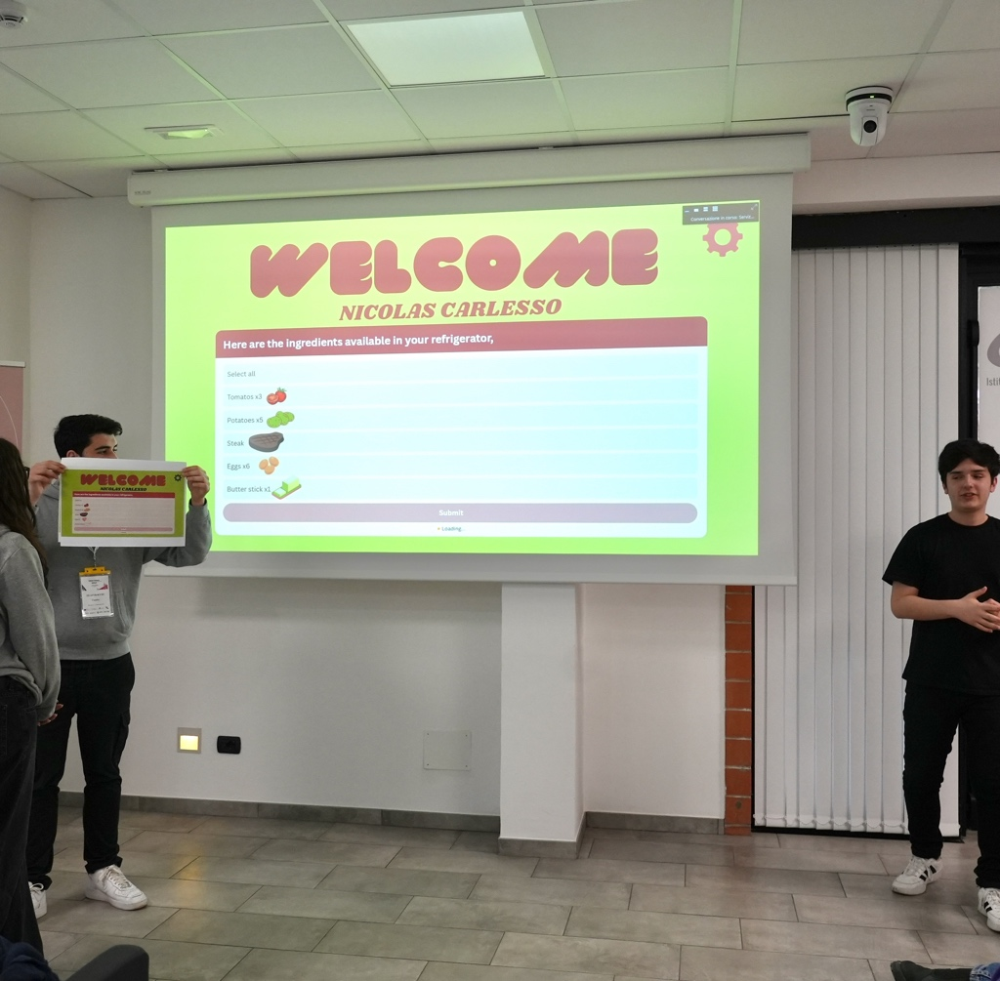 Conversazione in corso: Serviz...
WELCOME
NICOLAS CARLESSO
Here are the ingredients available in your refrigerator,
Select all
Tomatos x3
Potatoes x5
Steak
Eggs x6
Butter stick x1
Submit
Loading...
WELCOME
NICOLAS CARLESSO
Isti